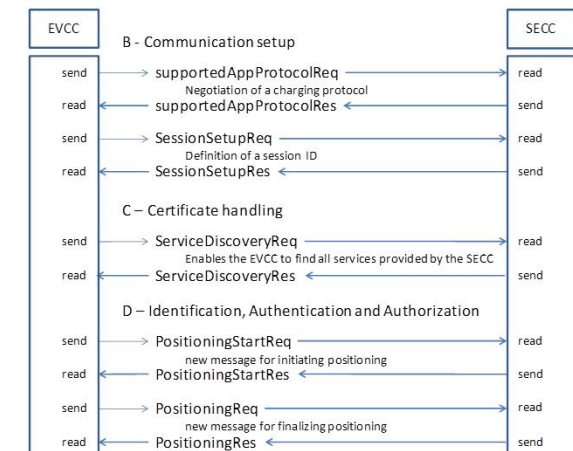 EVCC
SECC
B - Communication setup
send supportedAppProtocolReq read
Negotiation of a charging protocol
read supportedAppProtocolRes send
send SessionSetupReq read
Definition of a session ID
read SessionSetupRes send
C – Certificate handling
send ServiceDiscoveryReq read
Enables the EVCC to find all services provided by the SECC
read ServiceDiscoveryRes send
D – Identification, Authentication and Authorization
send PositioningStartReq read
new message for initiating positioning
read PositioningStartRes send
send PositioningReq read
new message for finalizing positioning
read PositioningRes send